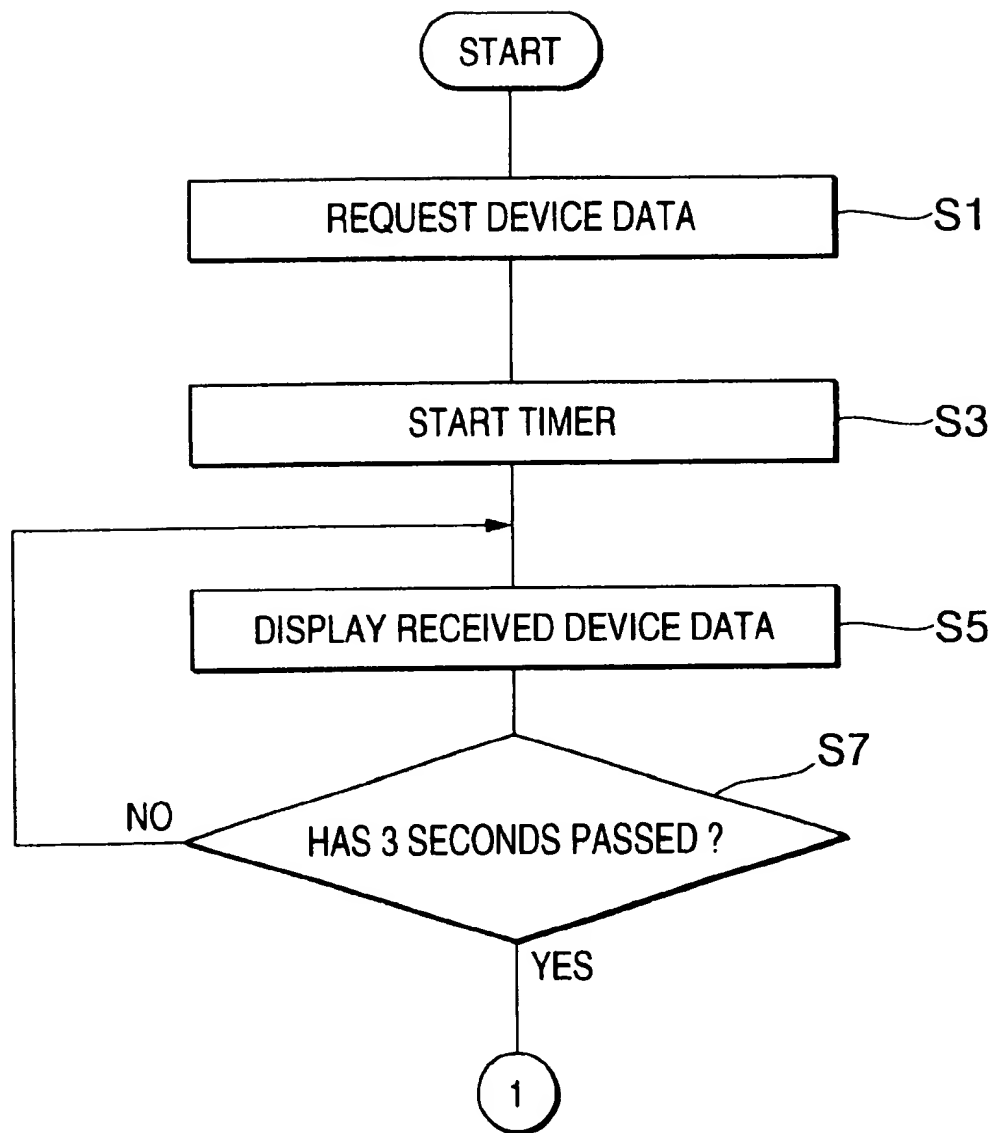 START
REQUEST DEVICE DATA
S1
START TIMER
S3
DISPLAY RECEIVED DEVICE DATA
S5
S7
NO
HAS 3 SECONDS PASSED ?
YES
1